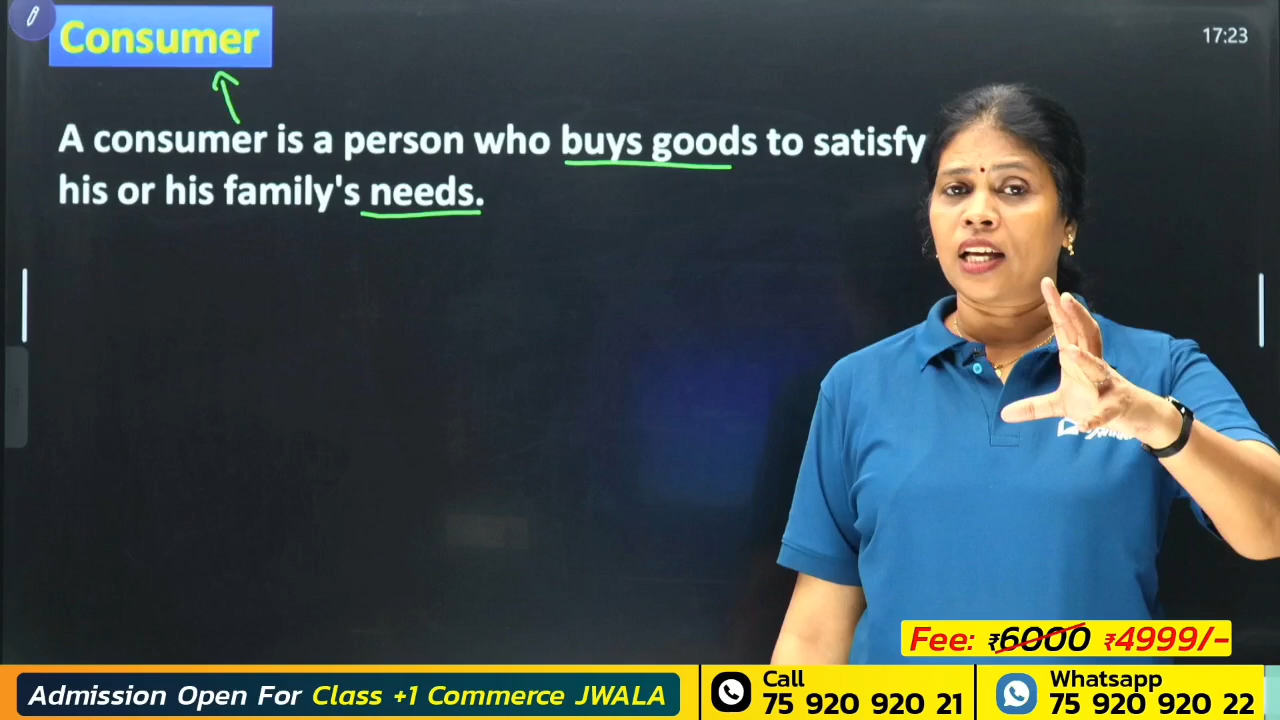 Consumer
17:23
A consumer is a person who buys goods to satisfy
his or his family's needs.
Fee: ₹6000 ₹4999/-
Admission Open For Class +1 Commerce JWALA
Call
75 920 920 21
Whatsapp
75 920 920 22